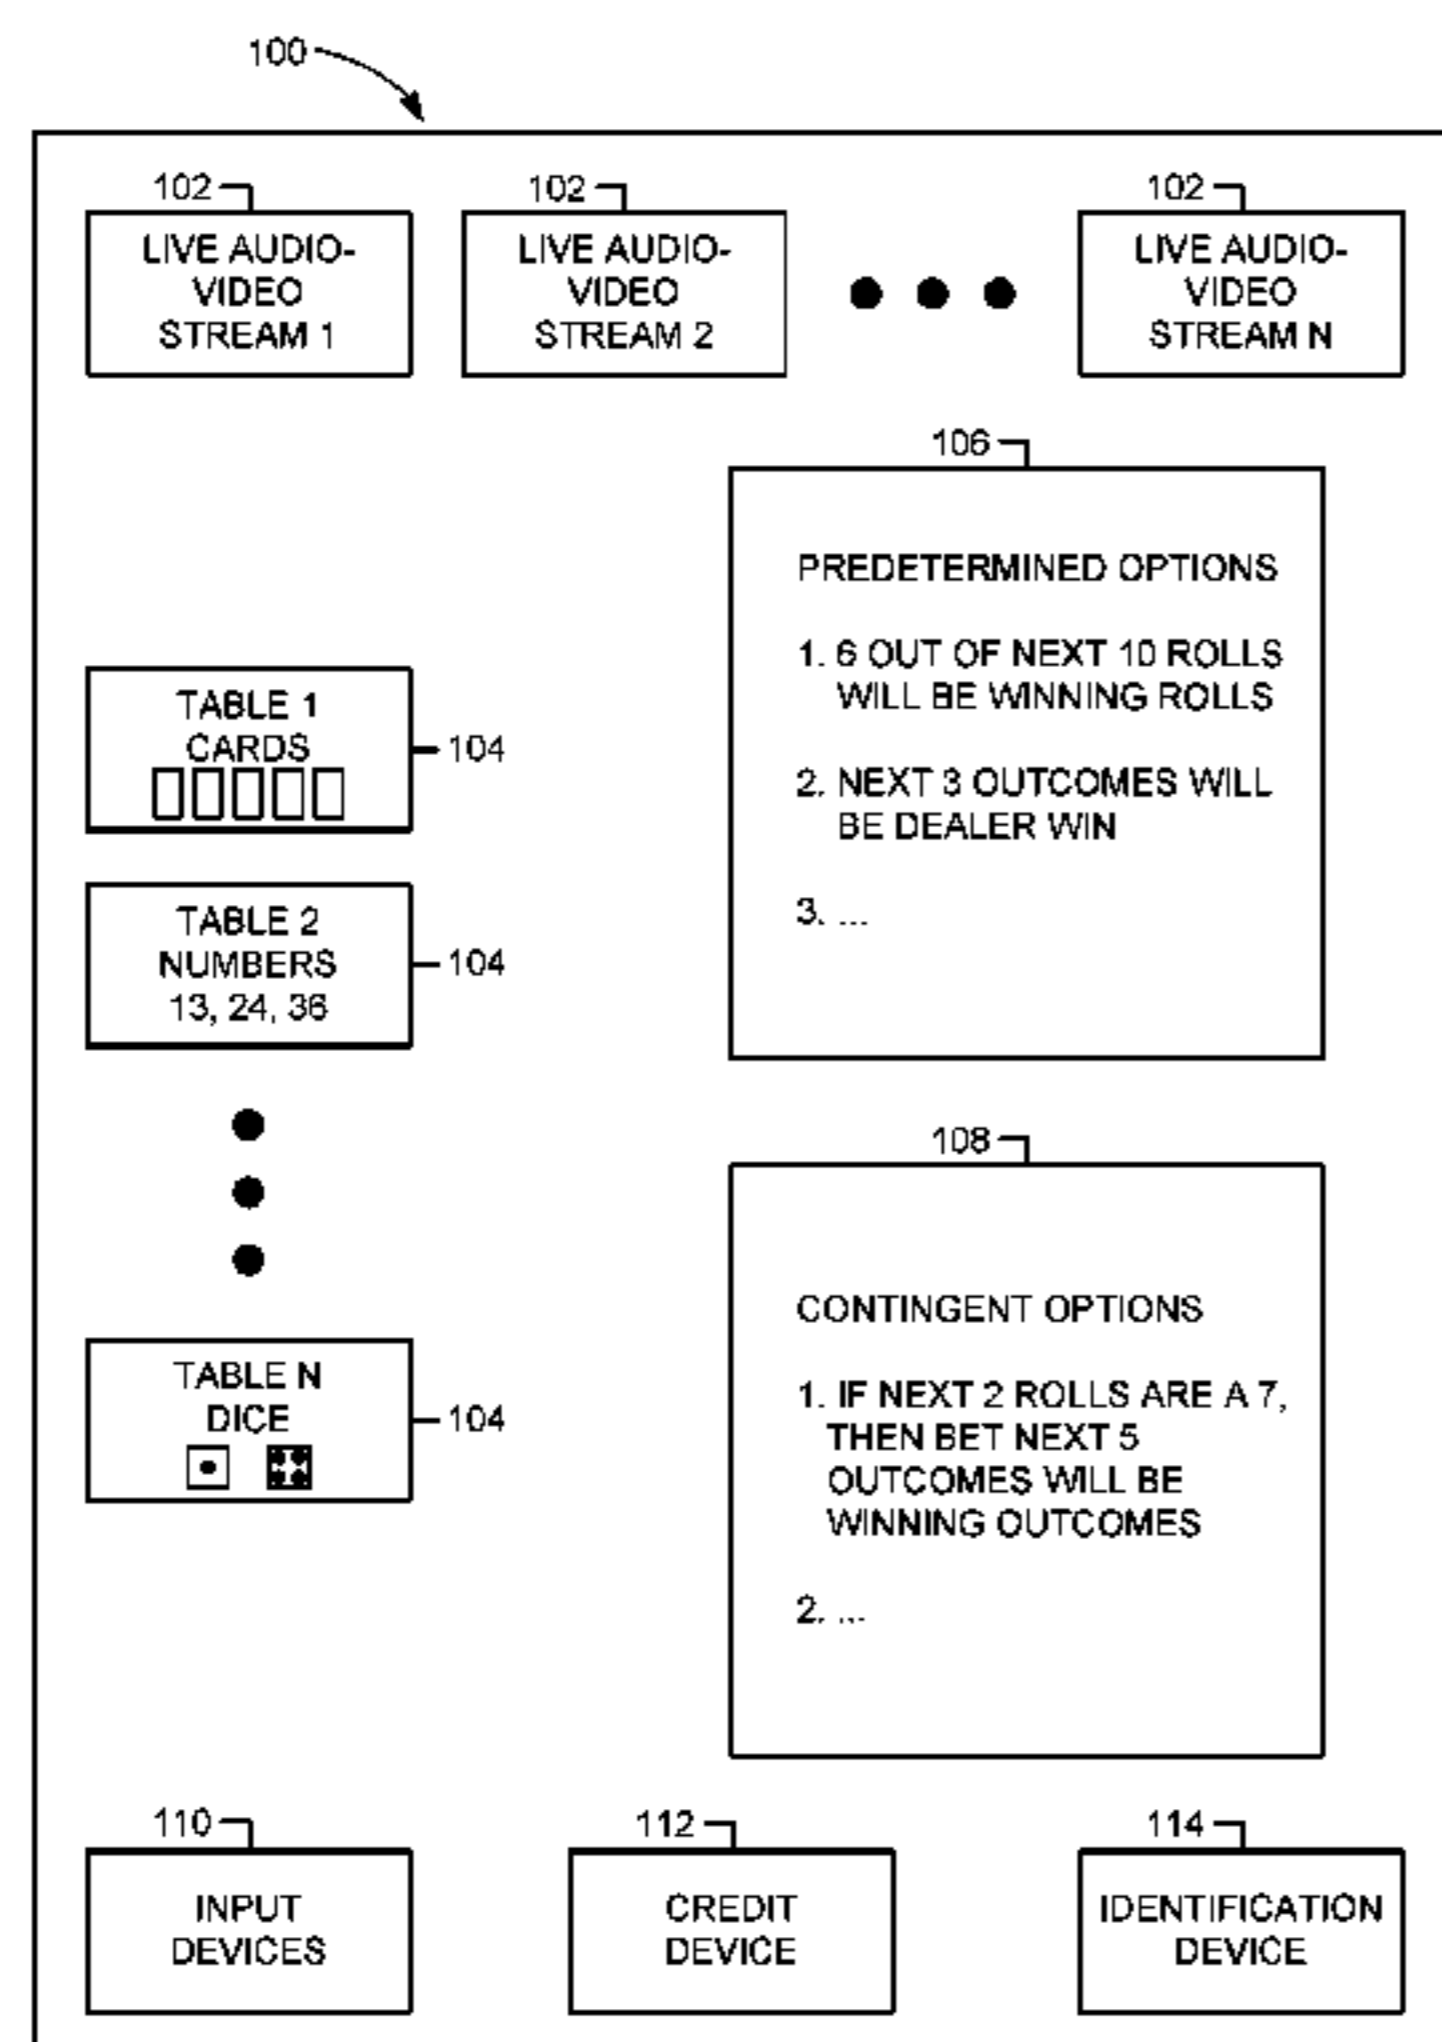 100
102
LIVE AUDIO-
VIDEO
STREAM 1
102
LIVE AUDIO-
VIDEO
STREAM 2
102
LIVE AUDIO-
VIDEO
STREAM N
106
PREDETERMINED OPTIONS
1. 6 OUT OF NEXT 10 ROLLS
WILL BE WINNING ROLLS
2. NEXT 3 OUTCOMES WILL
BE DEALER WIN
3. ...
TABLE 1
CARDS
104
TABLE 2
NUMBERS
13, 24, 36
104
TABLE N
DICE
104
108
CONTINGENT OPTIONS
1. IF NEXT 2 ROLLS ARE A 7,
THEN BET NEXT 5
OUTCOMES WILL BE
WINNING OUTCOMES
2. ...
110
INPUT
DEVICES
112
CREDIT
DEVICE
114
IDENTIFICATION
DEVICE